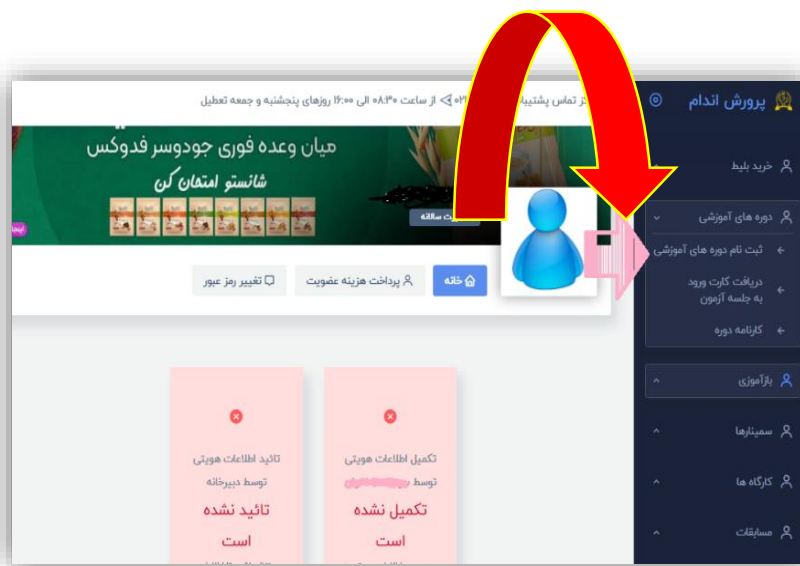 پرورش اندام
خرید بلیط
دوره های آموزشی
ثبت نام دوره های آموزشی
دریافت کارت ورود
به جلسه آزمون
کارنامه دوره
بازآموزی
سمینارها
کارگاه ها
مسابقات
تماس پشتیبا
از ساعت ۰۸:۳۰ الی ۱۶:۰۰ روزهای پنجشنبه و جمعه تعطیل
میان وعده فوری جودوسر فدوکس
شانستو امتحان کن
سالانه
خانه
پرداخت هزینه عضویت
تغییر رمز عبور
تکمیل اطلاعات هویتی
توسط
تکمیل نشده
است
تائید اطلاعات هویتی
توسط دبیرخانه
تائید نشده
است